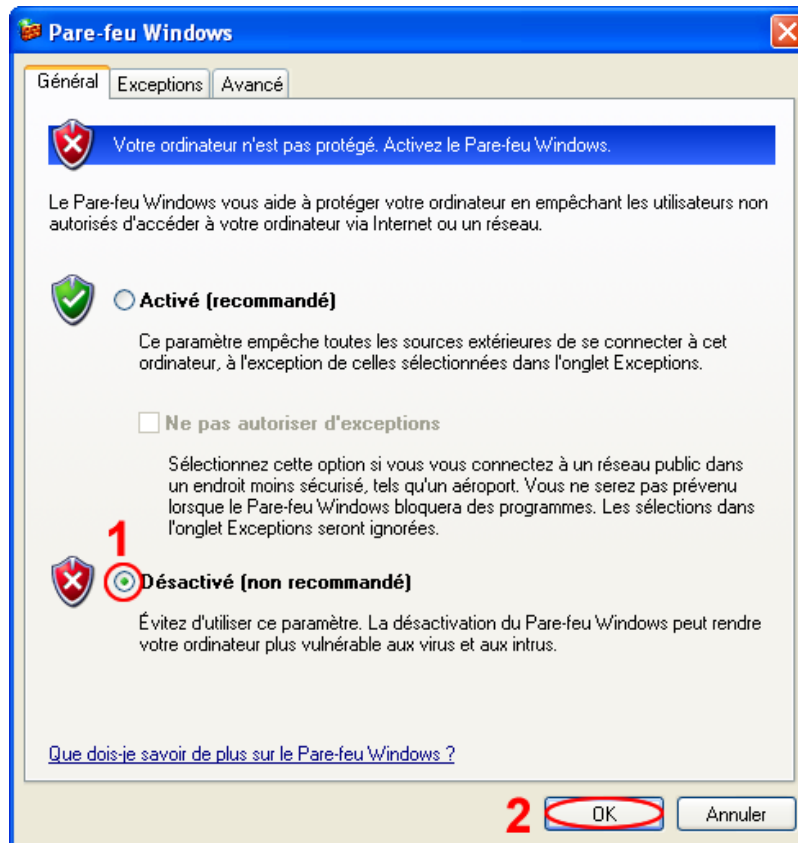 Pare-feu Windows
Général Exceptions Avancé
Votre ordinateur n'est pas protégé. Activez le Pare-feu Windows.
Le Pare-feu Windows vous aide à protéger votre ordinateur en empêchant les utilisateurs non
autorisés d'accéder à votre ordinateur via Internet ou un réseau.
Activé (recommandé)
Ce paramètre empêche toutes les sources extérieures de se connecter à cet
ordinateur, à l'exception de celles sélectionnées dans l'onglet Exceptions.
Ne pas autoriser d'exceptions
Sélectionnez cette option si vous vous connectez à un réseau public dans
un endroit moins sécurisé, tels qu'un aéroport. Vous ne serez pas prévenu
lorsque le Pare-feu Windows bloquera des programmes. Les sélections dans
l'onglet Exceptions seront ignorées.
1
Désactivé (non recommandé)
Évitez d'utiliser ce paramètre. La désactivation du Pare-feu Windows peut rendre
votre ordinateur plus vulnérable aux virus et aux intrus.
Que dois-je savoir de plus sur le Pare-feu Windows ?
2 OK Annuler